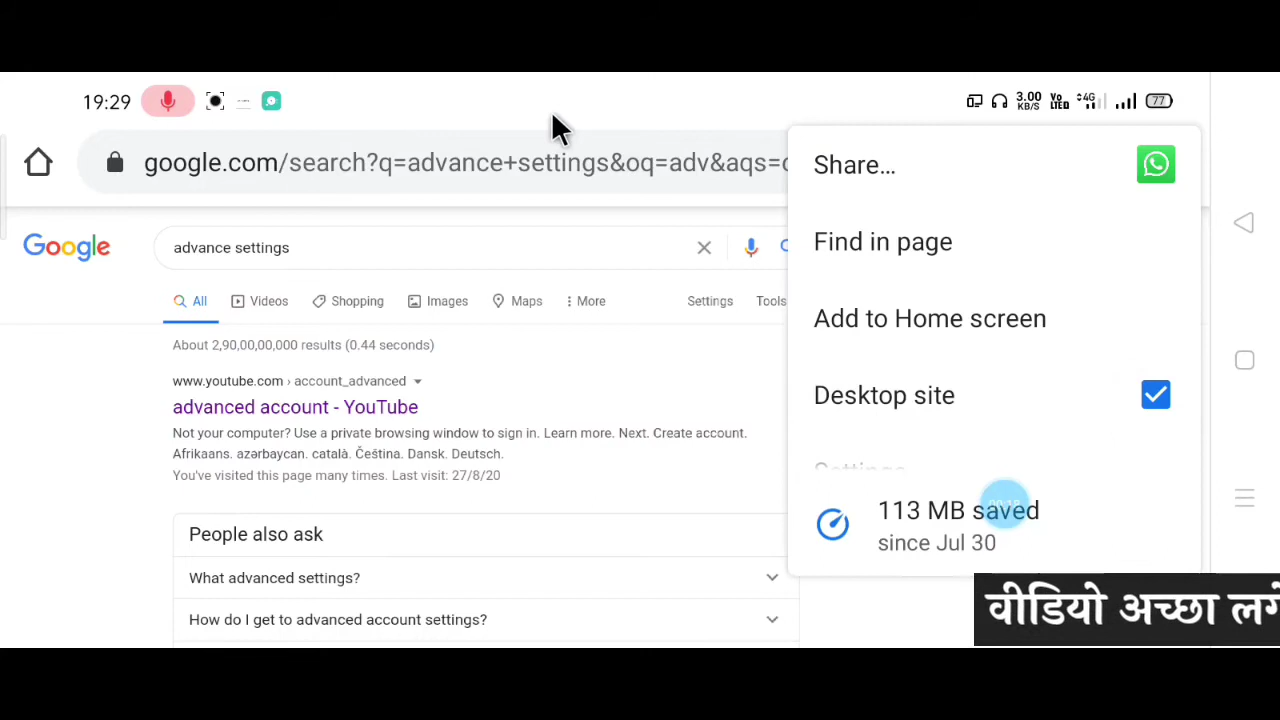 19:29
3.00
KB/S
Vo
LTED
4G
77
google.com/search?q=advance+settings&oq=adv&aqs=c
Share...
Google
advance settings
Find in page
All
Videos
Shopping
Images
Maps
More
Settings
Tools
Add to Home screen
About 2,90,00,00,000 results (0.44 seconds)
www.youtube.com › account_advanced
advanced account - YouTube
Desktop site
Not your computer? Use a private browsing window to sign in. Learn more. Next. Create account.
Afrikaans. azərbaycan. català. Čeština. Dansk. Deutsch.
You've visited this page many times. Last visit: 27/8/20
Settings
113 MB saved
since Jul 30
People also ask
What advanced settings?
How do I get to advanced account settings?
वीडियो अच्छा लगे